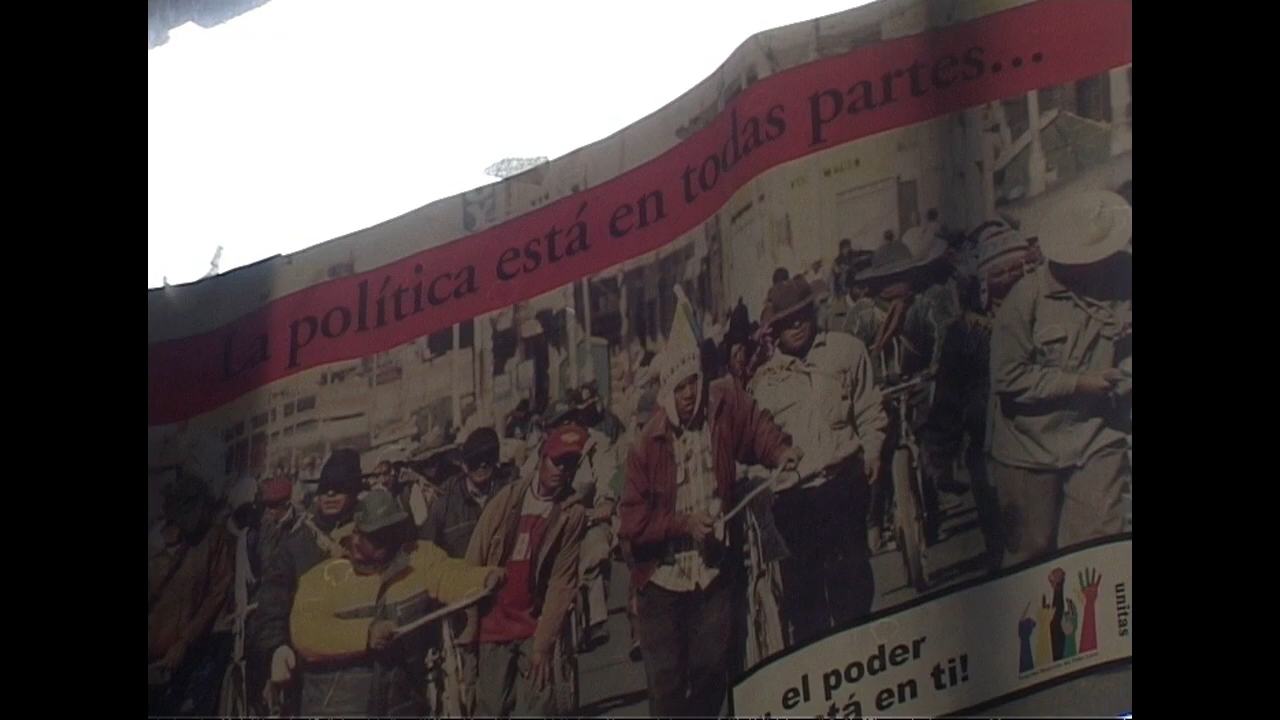 La política está en todas partes...
el poder
está en ti!
unitas